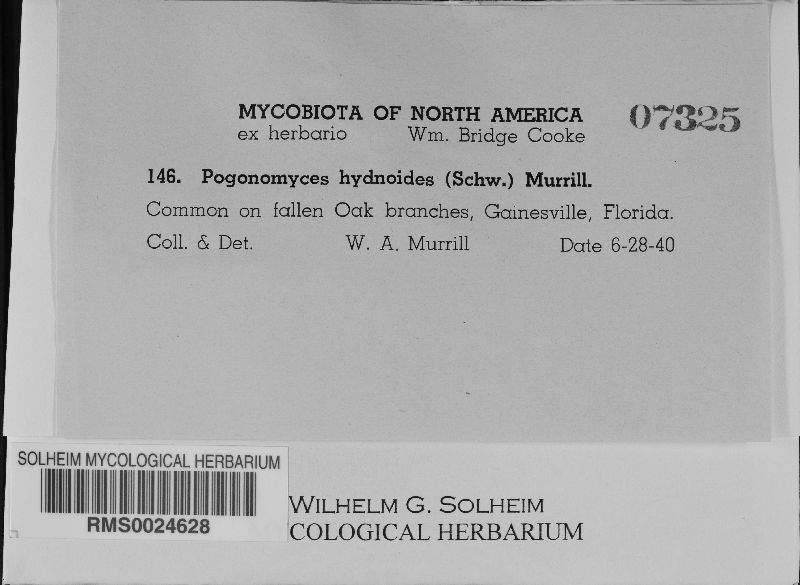 MYCOBIOTA OF NORTH AMERICA 07325
ex herbario Wm. Bridge Cooke
146. Pogonomyces hydnoides (Schw.) Murrill.
Common on fallen Oak branches, Gainesville, Florida.
Coll. & Det. W. A. Murrill Date 6-28-40
SOLHEIM MYCOLOGICAL HERBARIUM
RMS0024628
WILHELM G. SOLHEIM
COLOGICAL HERBARIUM